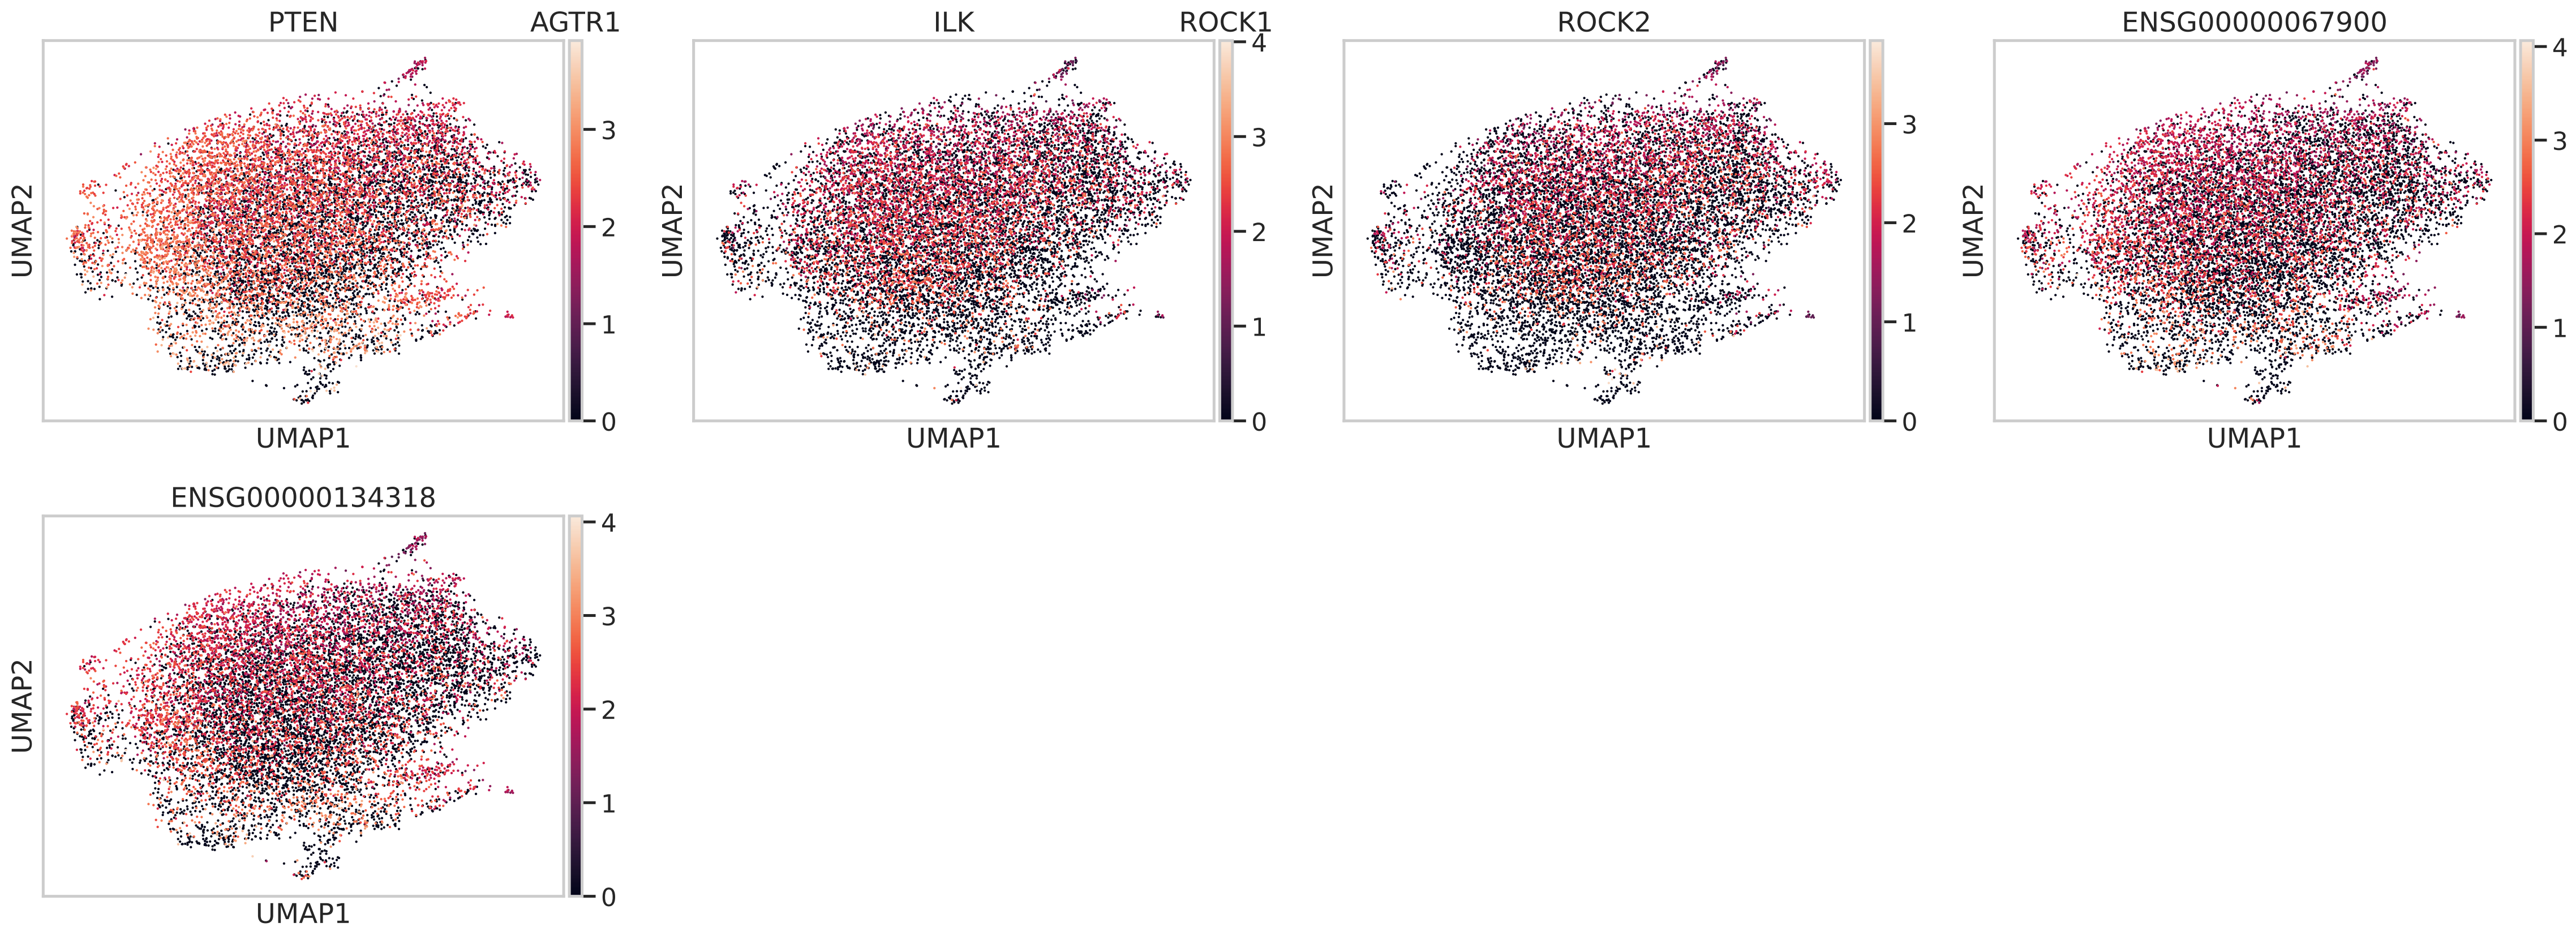 PTEN
AGTR1
3
2
1
0
UMAP2
UMAP1
ILK
ROCK1
4
3
2
1
0
UMAP2
UMAP1
ROCK2
3
2
1
0
UMAP2
UMAP1
ENSG00000067900
4
3
2
1
0
UMAP2
UMAP1
ENSG00000134318
4
3
2
1
0
UMAP2
UMAP1